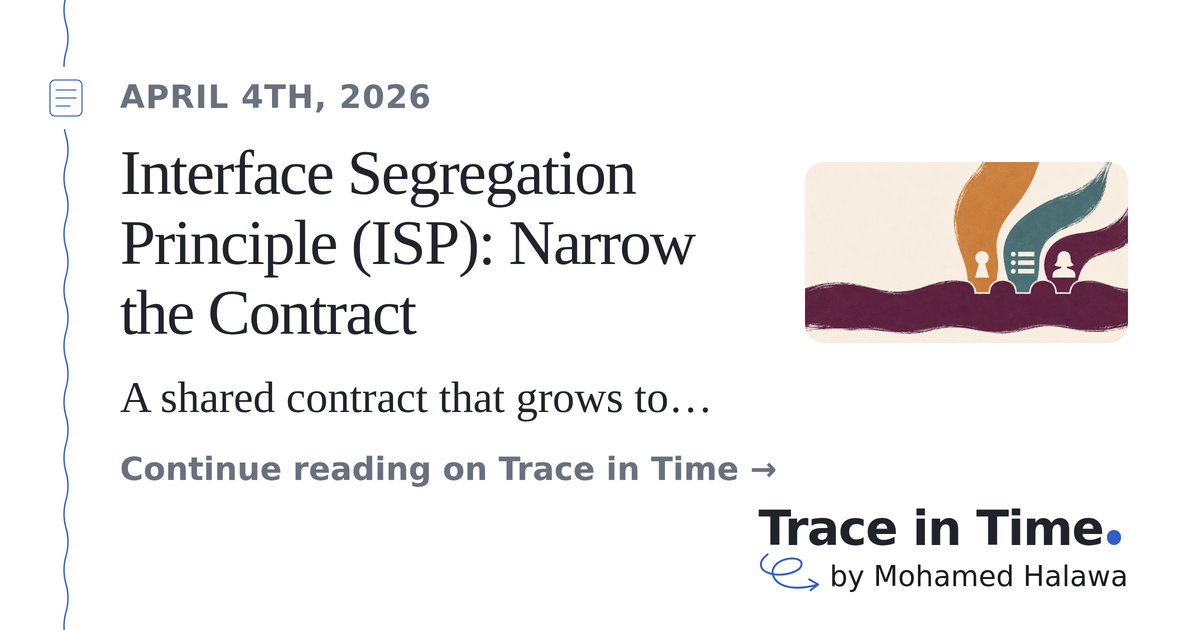 APRIL 4TH, 2026
Interface Segregation
Principle (ISP): Narrow
the Contract
A shared contract that grows to…
Continue reading on Trace in Time →
Trace in Time.
by Mohamed Halawa